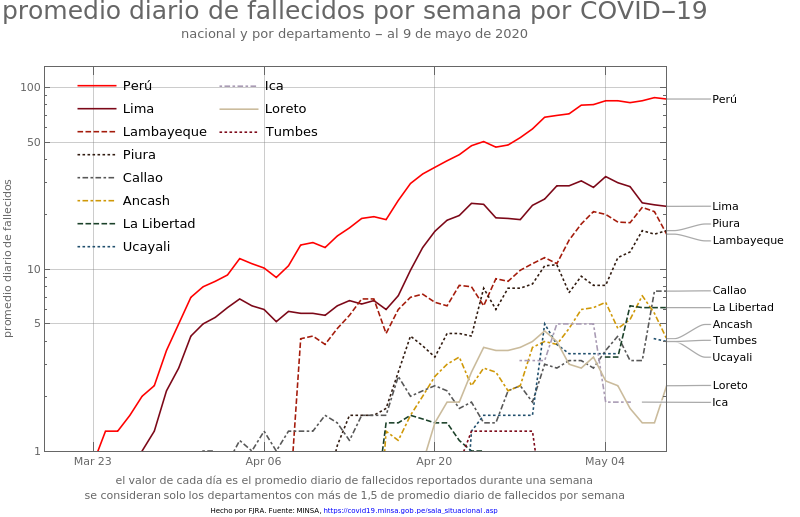 promedio diario de fallecidos por semana por COVID−19
nacional y por departamento − al 9 de mayo de 2020
promedio diario de fallecidos
100
50
10
5
1
Perú
Lima
Lambayeque
Piura
Callao
Ancash
La Libertad
Ucayali
Ica
Loreto
Tumbes
Perú
Lima
Piura
Lambayeque
Callao
La Libertad
Ancash
Tumbes
Ucayali
Loreto
Ica
Mar 23
Apr 06
Apr 20
May 04
el valor de cada día es el promedio diario de fallecidos reportados durante una semana
se consideran solo los departamentos con más de 1,5 de promedio diario de fallecidos por semana
Hecho por FJRA. Fuente: MINSA, https://covid19.minsa.gob.pe/sala_situacional.asp